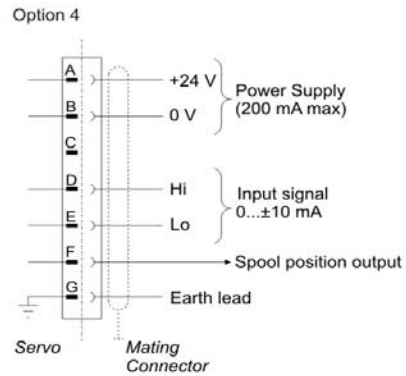 Option 4
A
+24 V
Power Supply
(200 mA max)
B
0 V
C
D
Hi
Input signal
0...±10 mA
E
Lo
F
Spool position output
G
Earth lead
Servo
Mating
Connector